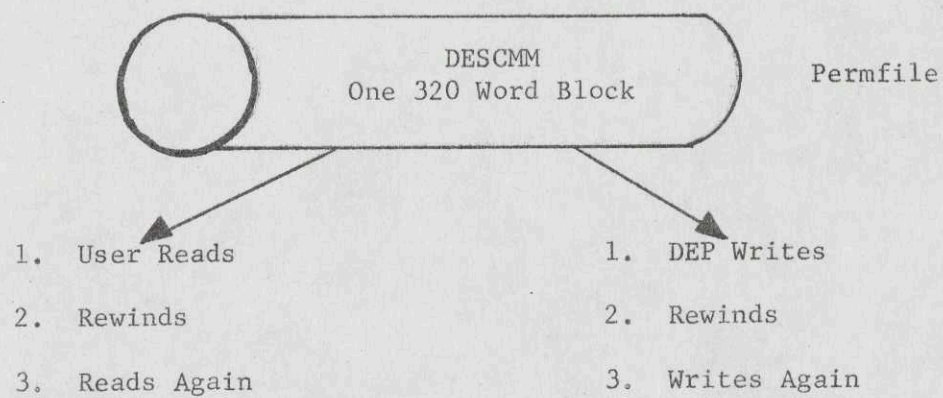 DESCMM
One 320 Word Block
Permfile
1. User Reads
2. Rewinds
3. Reads Again
1. DEP Writes
2. Rewinds
3. Writes Again